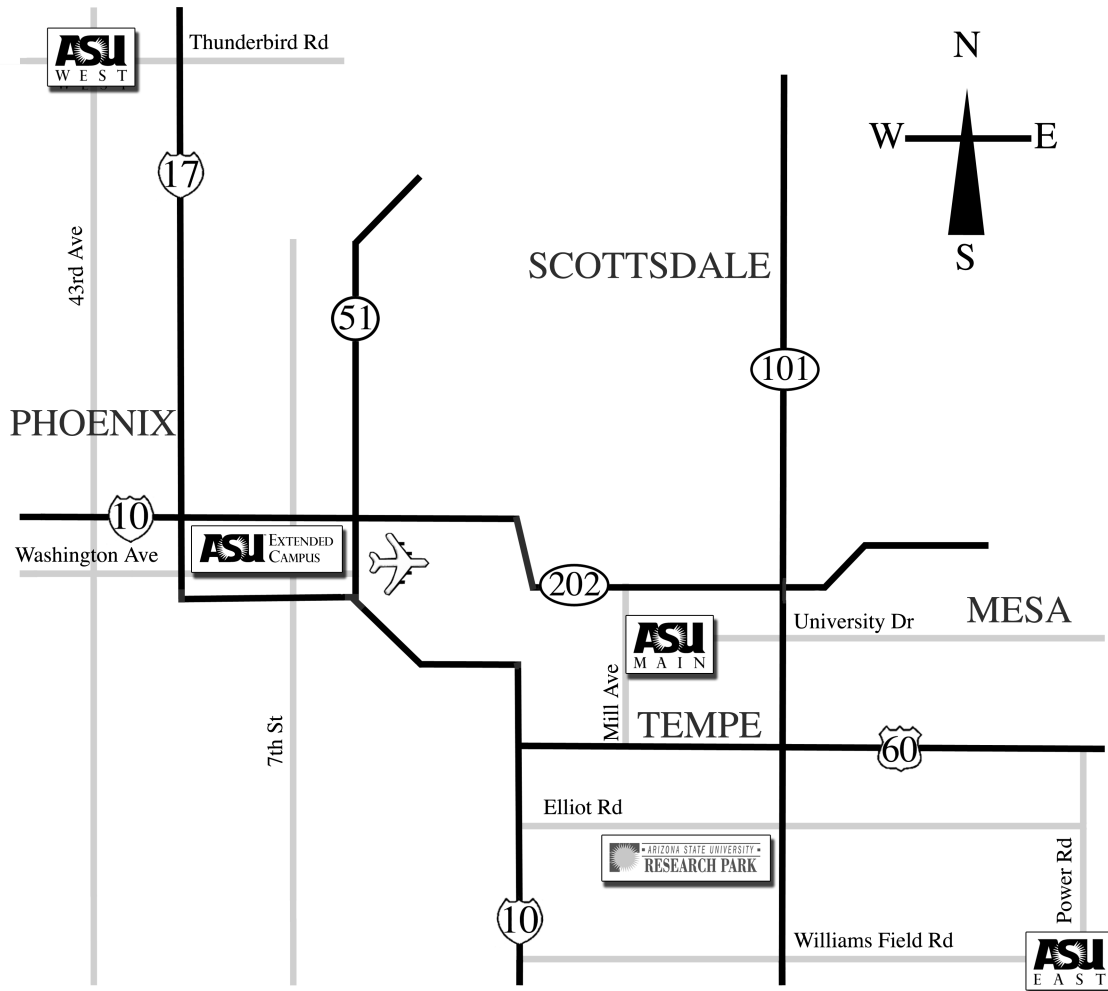 ASU
WEST
Thunderbird Rd
N
W
E
S
17
43rd Ave
51
SCOTTSDALE
101
PHOENIX
10
ASU EXTENDED
CAMPUS
Washington Ave
202
ASU
MAIN
University Dr
MESA
Mill Ave
TEMPE
7th St
60
Elliot Rd
ARIZONA STATE UNIVERSITY
RESEARCH PARK
Power Rd
10
Williams Field Rd
ASU
EAST